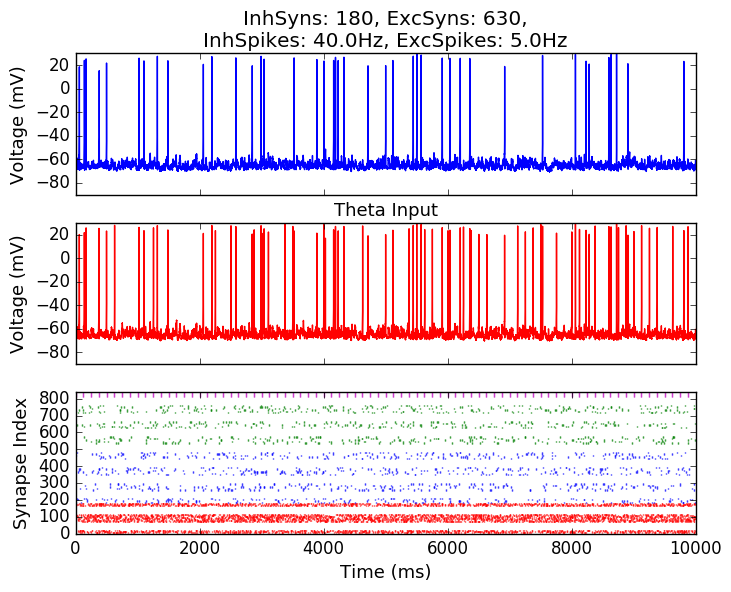 InhSyns: 180, ExcSyns: 630,
InhSpikes: 40.0Hz, ExcSpikes: 5.0Hz
Voltage (mV)
20
0
−20
−40
−60
−80
Theta Input
Voltage (mV)
20
0
−20
−40
−60
−80
Synapse Index
800
700
600
500
400
300
200
100
0
0 2000 4000 6000 8000 10000
Time (ms)